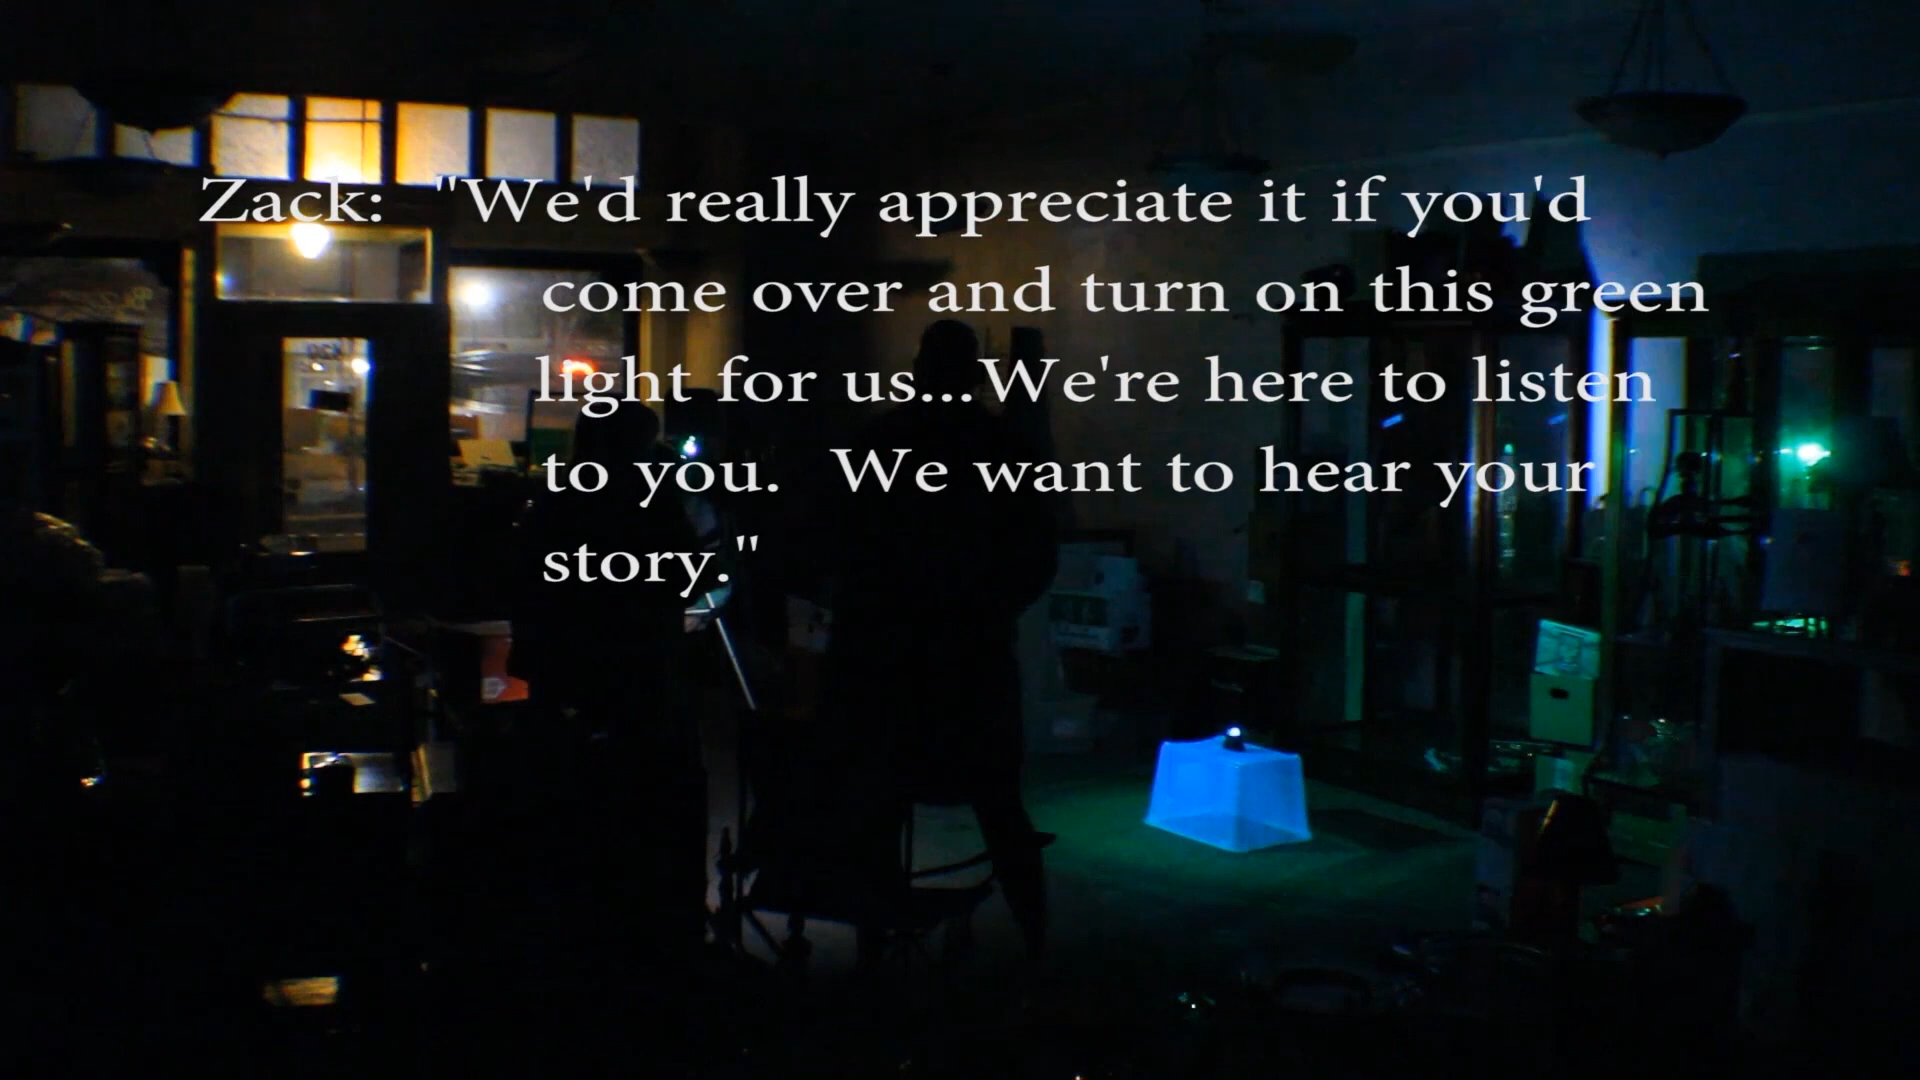 Zack: "We'd really appreciate it if you'd
come over and turn on this green
light for us...We're here to listen
to you. We want to hear your
story."